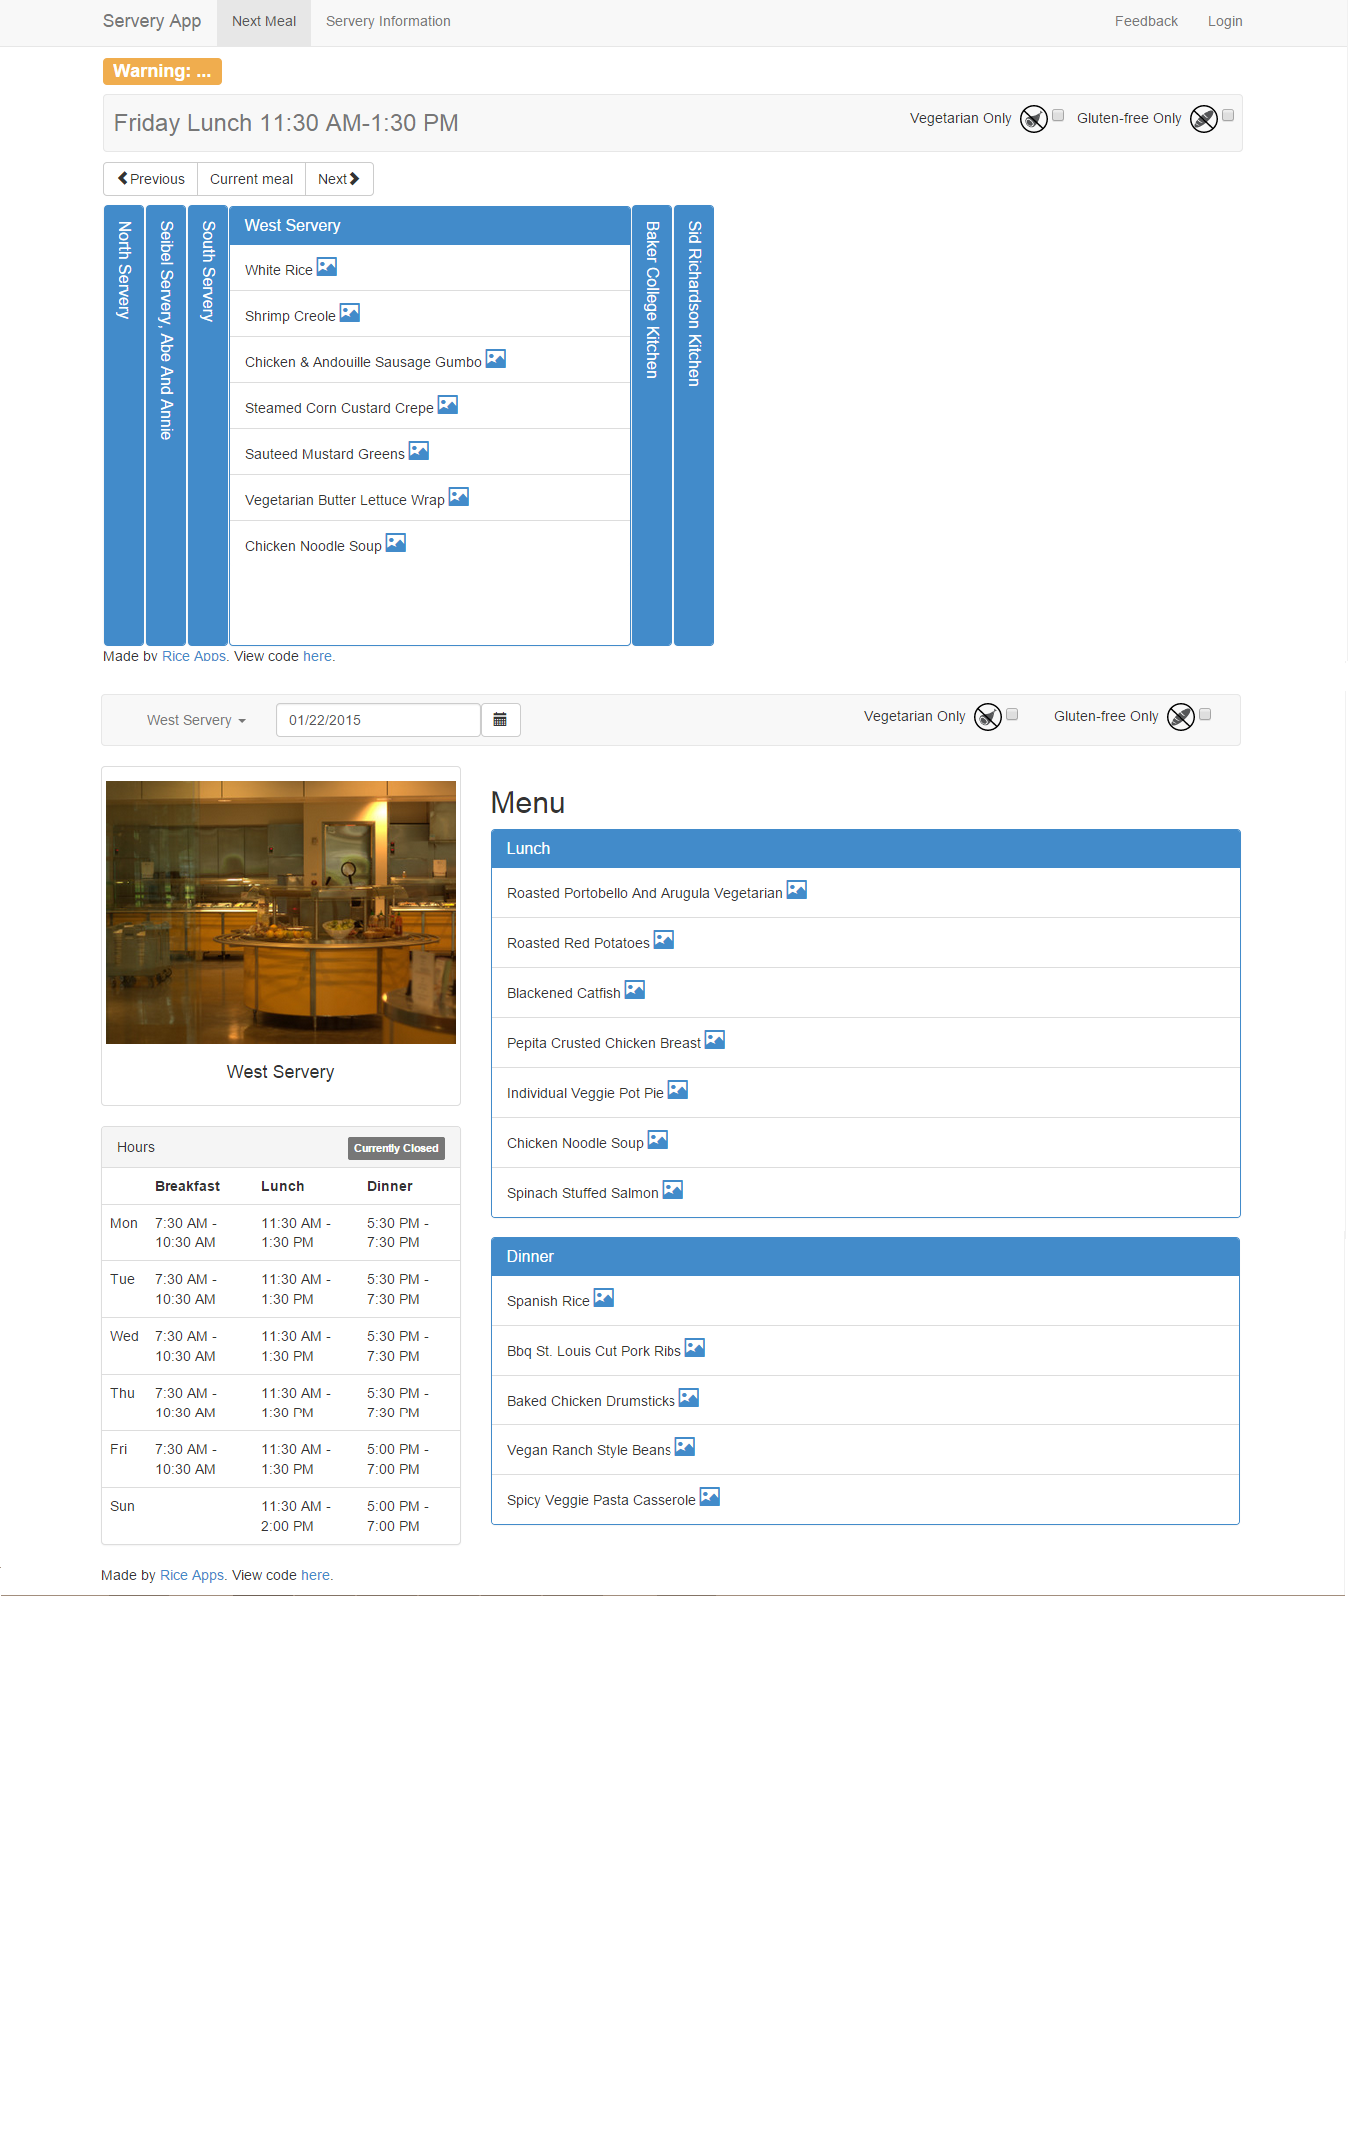 Servery App Next Meal Servery Information Feedback Login
Warning: ...
Friday Lunch 11:30 AM-1:30 PM Vegetarian Only Gluten-free Only
Previous Current meal Next
North Servery
Seibel Servery, Abe And Annie
South Servery
West Servery
White Rice
Shrimp Creole
Chicken & Andouille Sausage Gumbo
Steamed Corn Custard Crepe
Sauteed Mustard Greens
Vegetarian Butter Lettuce Wrap
Chicken Noodle Soup
Baker College Kitchen
Sid Richardson Kitchen
Made by Rice Apps. View code here.
West Servery 01/22/2015 Vegetarian Only Gluten-free Only
West Servery
Hours Currently Closed
Breakfast Lunch Dinner
Mon 7:30 AM - 11:30 AM - 5:30 PM -
10:30 AM 1:30 PM 7:30 PM
Tue 7:30 AM - 11:30 AM - 5:30 PM -
10:30 AM 1:30 PM 7:30 PM
Wed 7:30 AM - 11:30 AM - 5:30 PM -
10:30 AM 1:30 PM 7:30 PM
Thu 7:30 AM - 11:30 AM - 5:30 PM -
10:30 AM 1:30 PM 7:30 PM
Fri 7:30 AM - 11:30 AM - 5:00 PM -
10:30 AM 1:30 PM 7:00 PM
Sun 11:30 AM - 5:00 PM -
2:00 PM 7:00 PM
Menu
Lunch
Roasted Portobello And Arugula Vegetarian
Roasted Red Potatoes
Blackened Catfish
Pepita Crusted Chicken Breast
Individual Veggie Pot Pie
Chicken Noodle Soup
Spinach Stuffed Salmon
Dinner
Spanish Rice
Bbq St. Louis Cut Pork Ribs
Baked Chicken Drumsticks
Vegan Ranch Style Beans
Spicy Veggie Pasta Casserole
Made by Rice Apps. View code here.